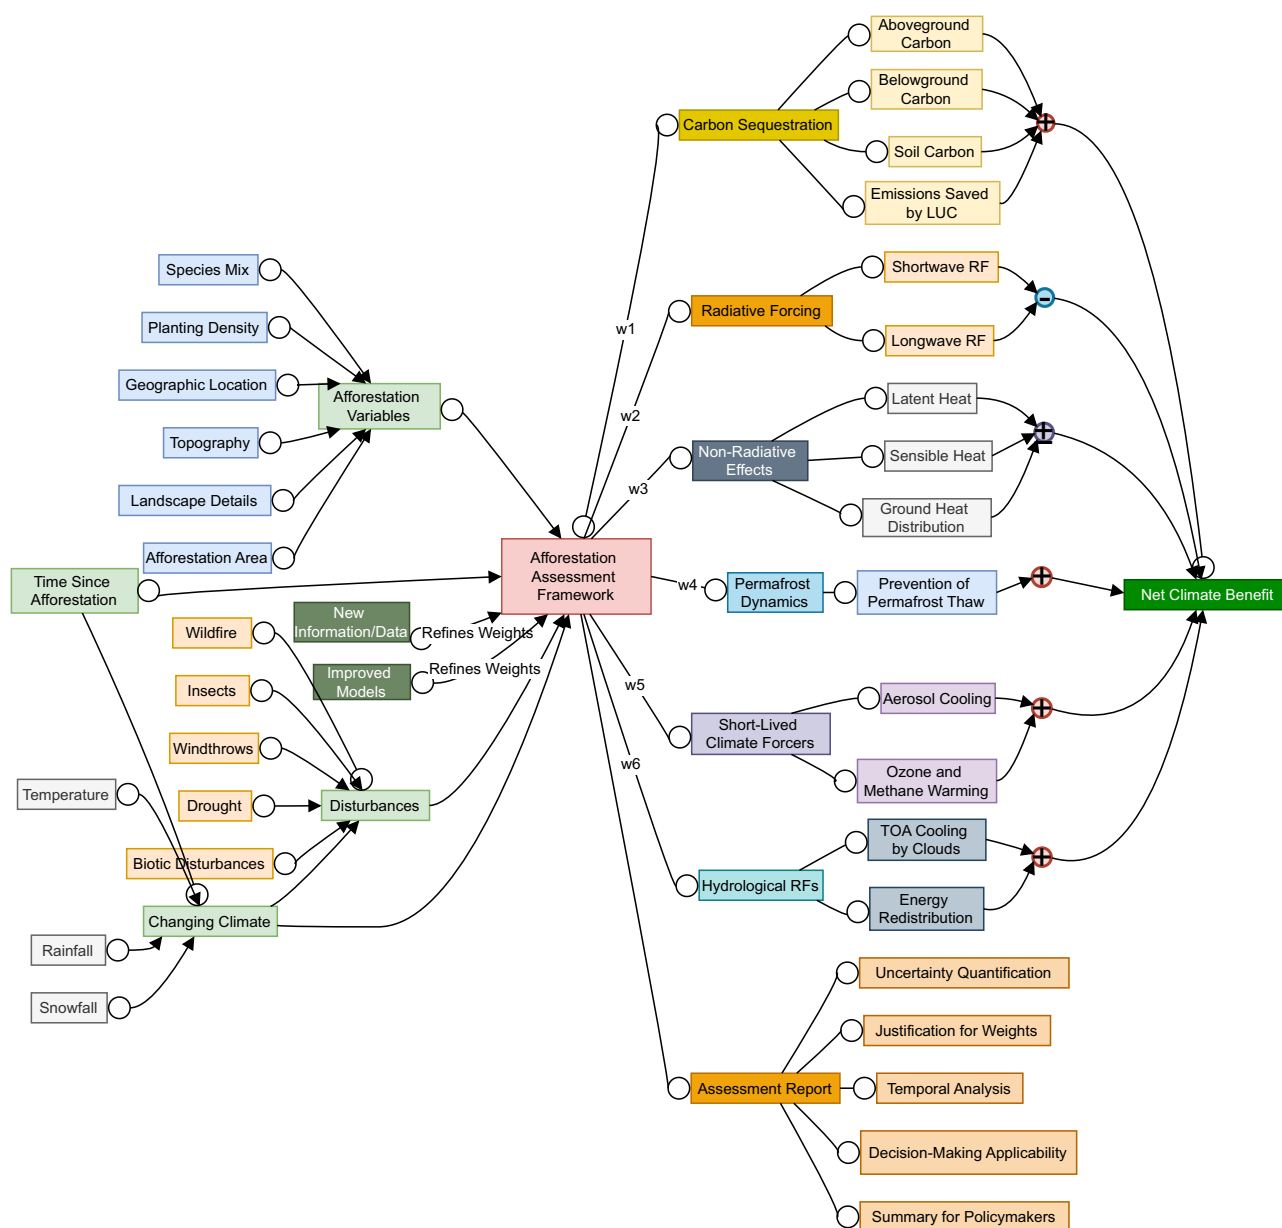 Aboveground
Carbon
Belowground
Carbon
Carbon Sequestration
Soil Carbon
Emissions Saved
by LUC
Species Mix
Planting Density
Geographic Location
Topography
Landscape Details
Afforestation Area
Afforestation
Variables
w1
w2
w3
w4
w5
w6
Radiative Forcing
Shortwave RF
Longwave RF
Non-Radiative
Effects
Latent Heat
Sensible Heat
Ground Heat
Distribution
Time Since
Afforestation
Afforestation
Assessment
Framework
Permafrost
Dynamics
Prevention of
Permafrost Thaw
Net Climate Benefit
New
Information/Data
Refines Weights
Improved
Models
Refines Weights
Wildfire
Insects
Windthrows
Drought
Biotic Disturbances
Disturbances
Temperature
Changing Climate
Rainfall
Snowfall
Short-Lived
Climate Forcers
Aerosol Cooling
Ozone and
Methane Warming
Hydrological RFs
TOA Cooling
by Clouds
Energy
Redistribution
Assessment Report
Uncertainty Quantification
Justification for Weights
Temporal Analysis
Decision-Making Applicability
Summary for Policymakers